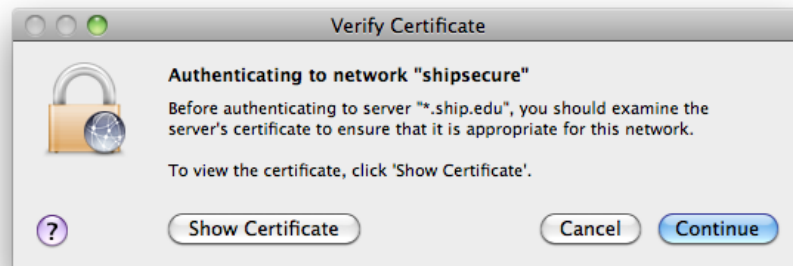 Verify Certificate
Authenticating to network "shipsecure"
Before authenticating to server "*.ship.edu", you should examine the
server's certificate to ensure that it is appropriate for this network.
To view the certificate, click 'Show Certificate'.
?
Show Certificate
Cancel
Continue